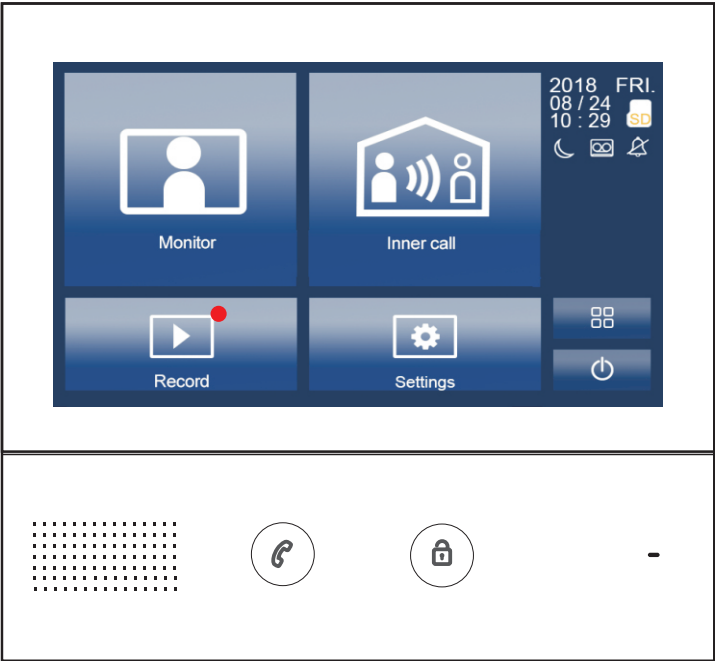 2018 FRI.
08 / 24
10 : 29
SD
Monitor
Inner call
Record
Settings